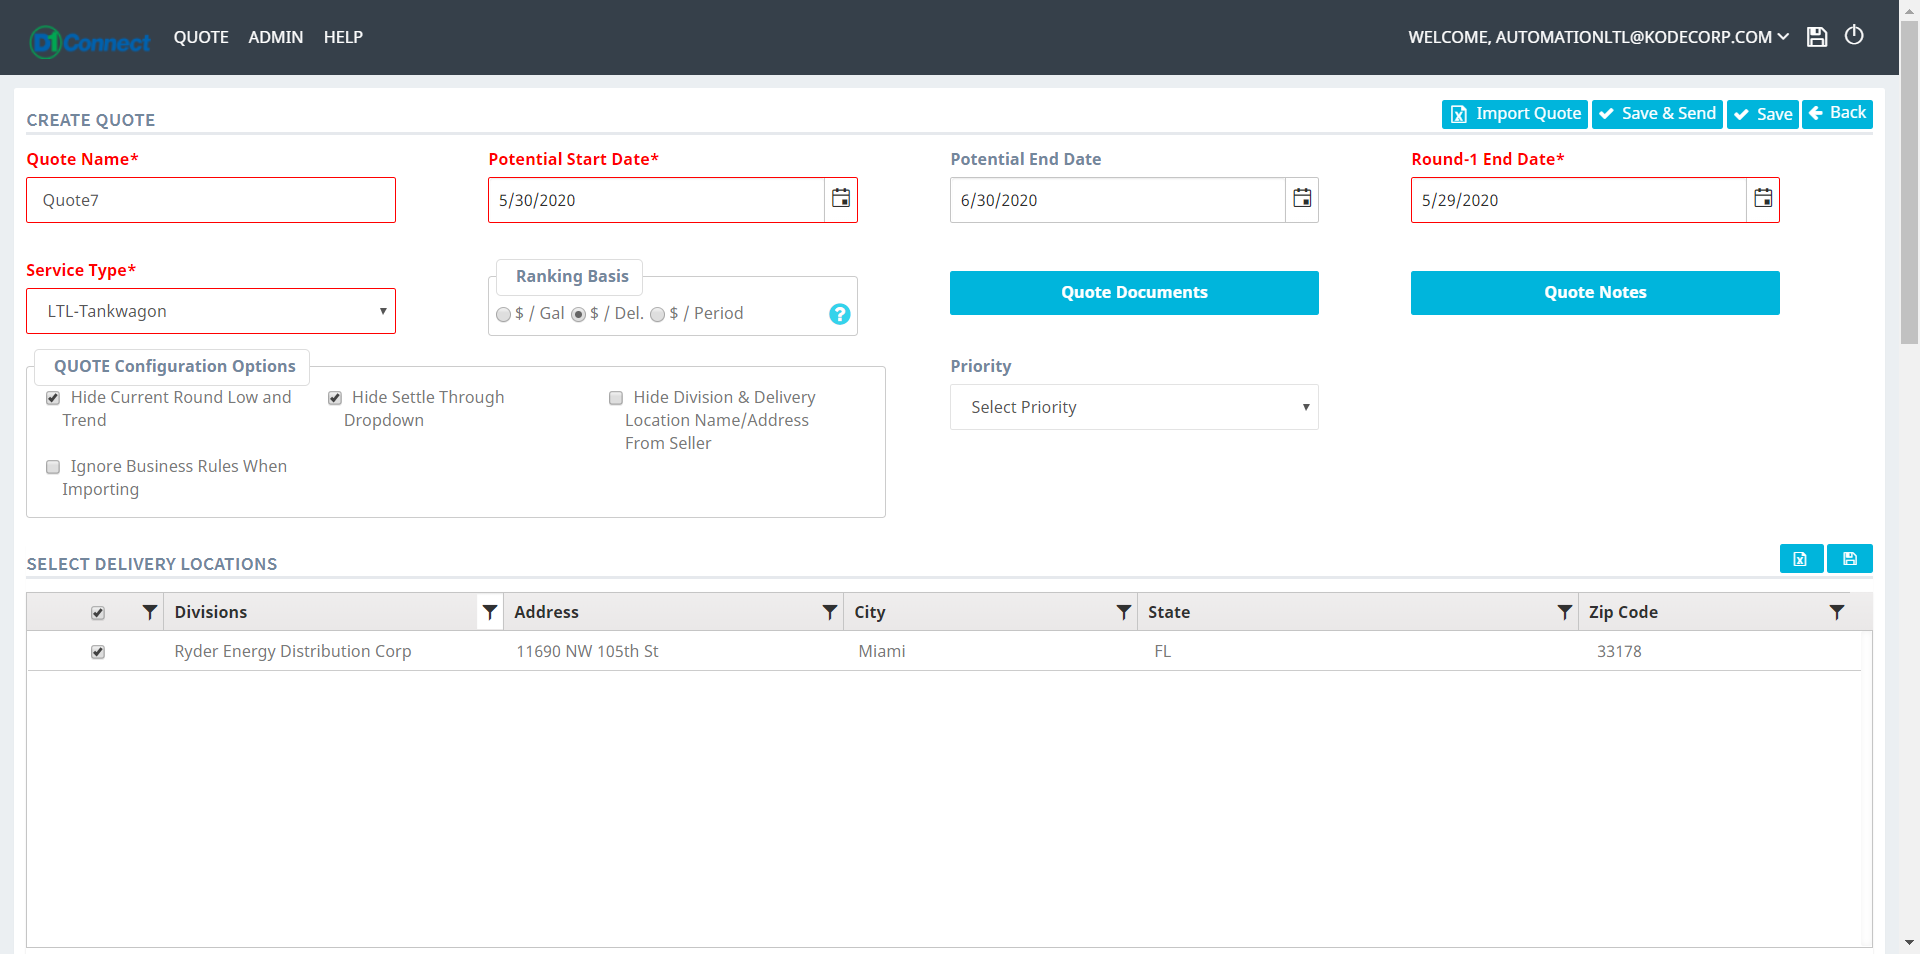 D1Connect QUOTE ADMIN HELP WELCOME, AUTOMATIONLTL@KODECORP.COM
CREATE QUOTE Import Quote Save & Send Save Back
Quote Name* Potential Start Date* Potential End Date Round-1 End Date*
Quote7 5/30/2020 6/30/2020 5/29/2020
Service Type* Ranking Basis
LTL-Tankwagon $ / Gal $ / Del. $ / Period ? Quote Documents Quote Notes
QUOTE Configuration Options Priority
Hide Current Round Low and
Trend
Hide Settle Through
Dropdown
Hide Division & Delivery
Location Name/Address
From Seller
Select Priority
Ignore Business Rules When
Importing
SELECT DELIVERY LOCATIONS
Divisions Address City State Zip Code
Ryder Energy Distribution Corp 11690 NW 105th St Miami FL 33178